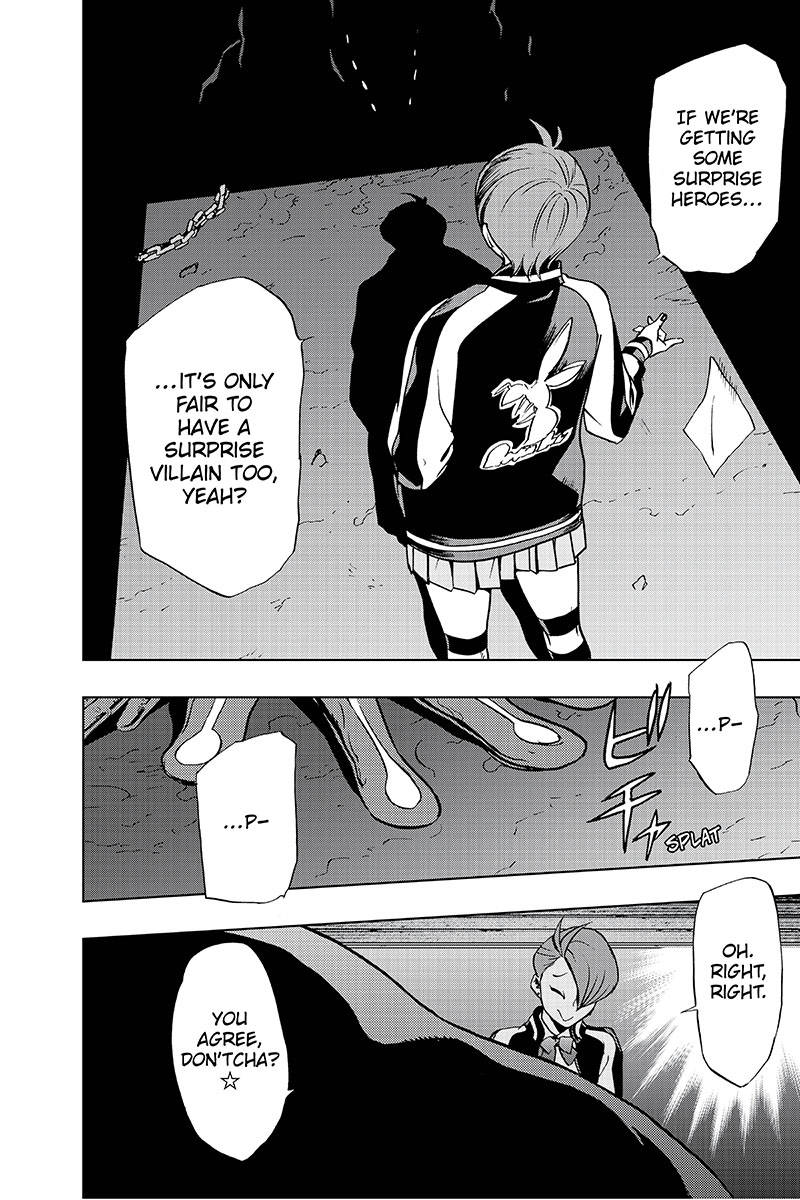 IF WE'RE
GETTING
SOME
SURPRISE
HEROES...
...IT'S ONLY
FAIR TO
HAVE A
SURPRISE
VILLAIN TOO,
YEAH?
...P-
ビチャ
SPLAT
...P-
OH.
RIGHT,
RIGHT.
YOU
AGREE,
DON'TCHA?
☆